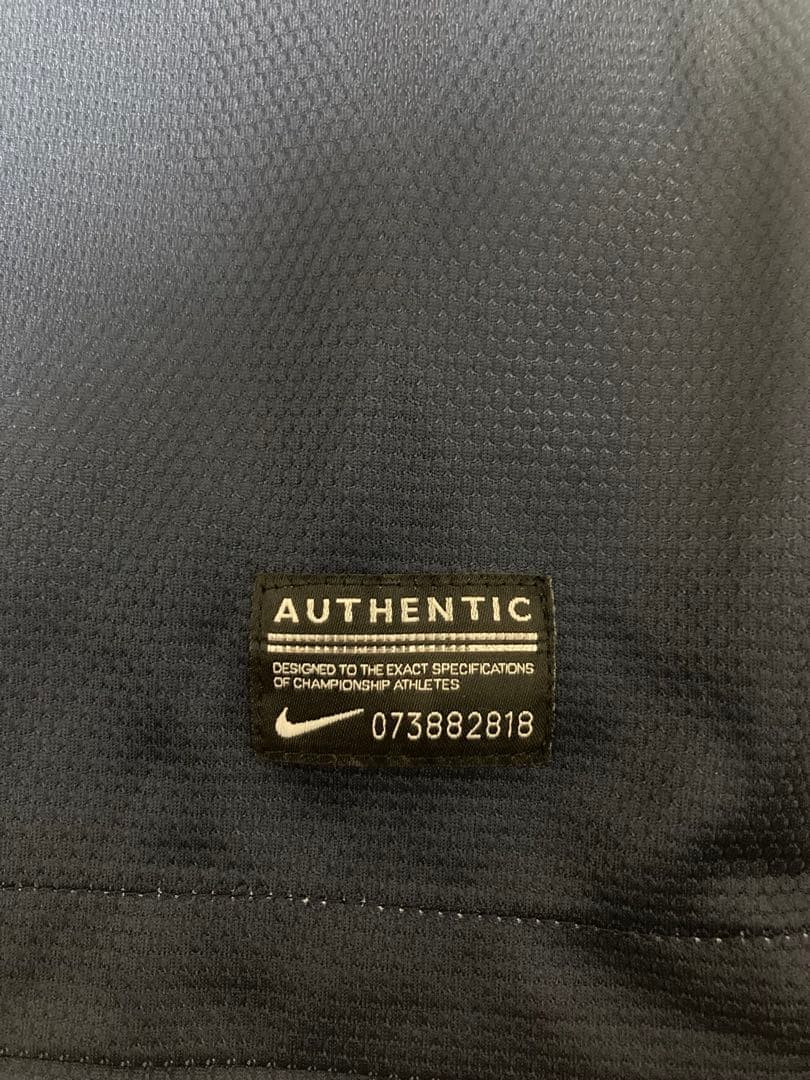 AUTHENTIC
DESIGNED TO THE EXACT SPECIFICATIONS
OF CHAMPIONSHIP ATHLETES
073882818